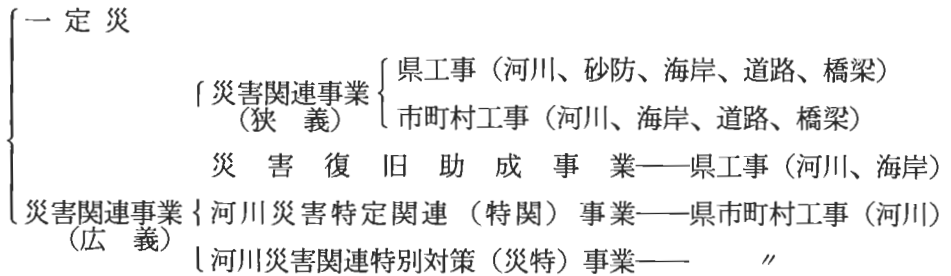 一定災
災害関連事業 県工事（河川、砂防、海岸、道路、橋梁）
（狭義） 市町村工事（河川、海岸、道路、橋梁）
災害復旧助成事業――県工事（河川、海岸）
災害関連事業 河川災害特定関連（特関）事業――県市町村工事（河川）
（広義）
河川災害関連特別対策（災特）事業―― 〃